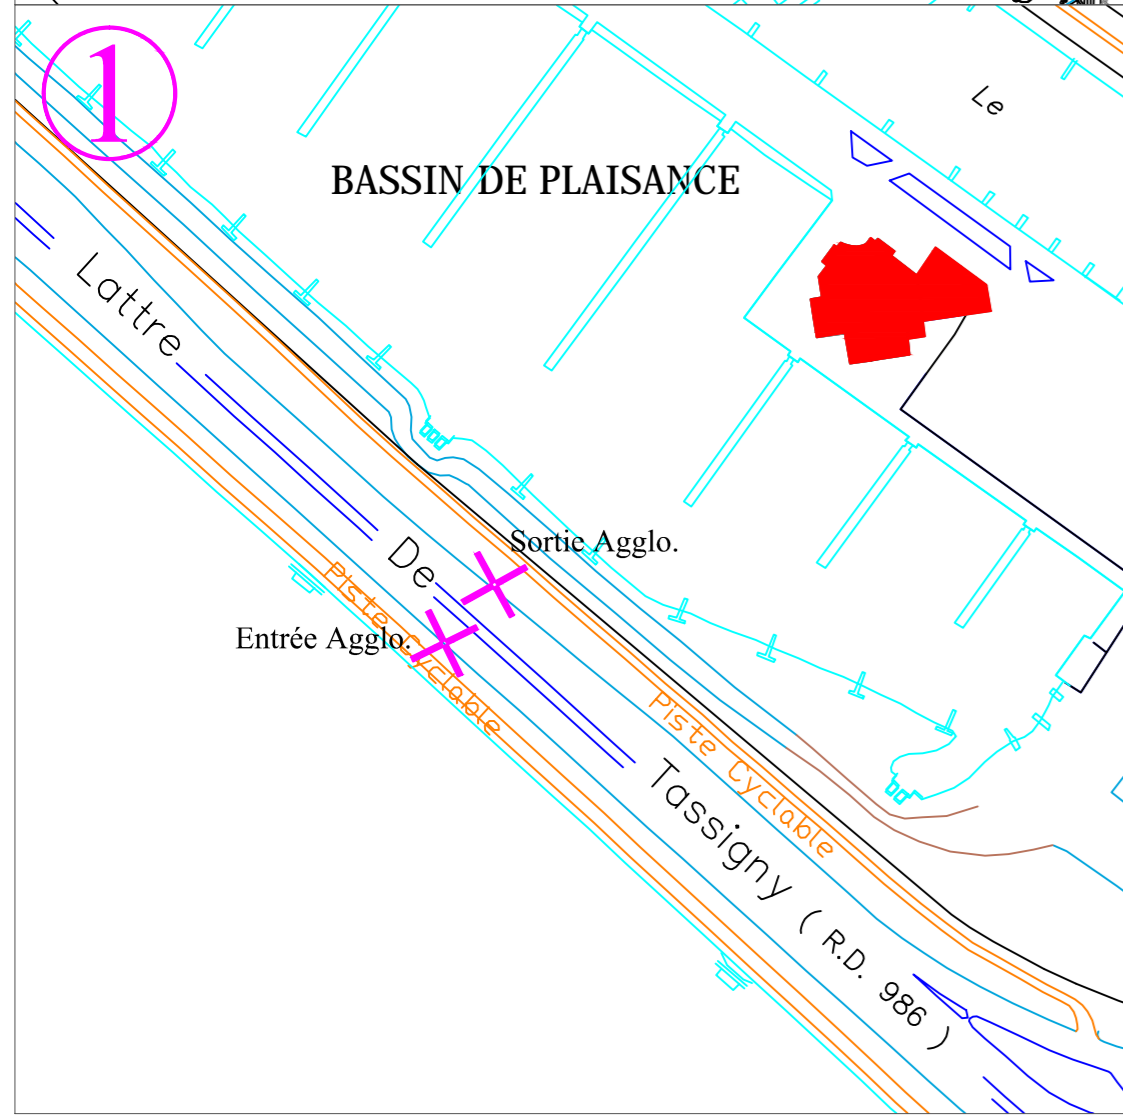 1
Le
BASSIN DE PLAISANCE
Lattre
De
Sortie Agglo.
Entrée Agglo.
Piste Cyclable
Piste Cyclable
Tassigny ( R.D. 986 )